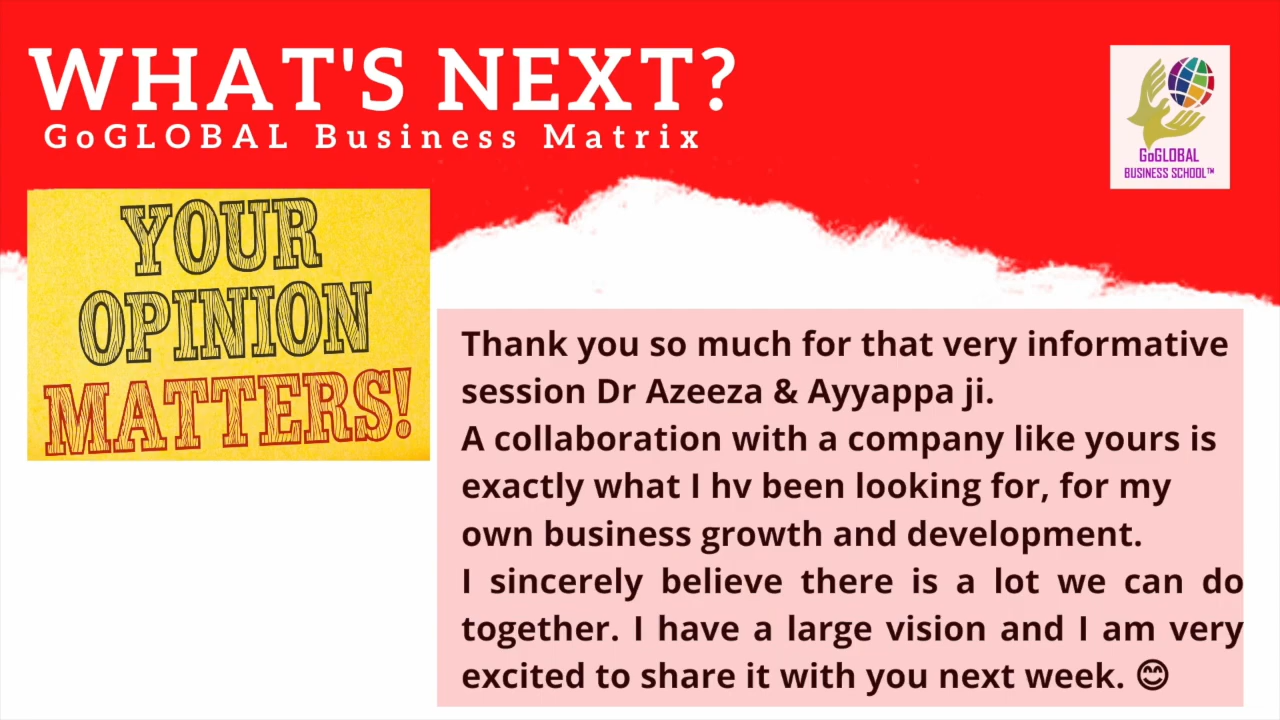 WHAT'S NEXT?
GoGLOBAL Business Matrix
GoGLOBAL
BUSINESS SCHOOL™
YOUR
OPINION
MATTERS!
Thank you so much for that very informative
session Dr Azeeza & Ayyappa ji.
A collaboration with a company like yours is
exactly what I hv been looking for, for my
own business growth and development.
I sincerely believe there is a lot we can do
together. I have a large vision and I am very
excited to share it with you next week. 😊